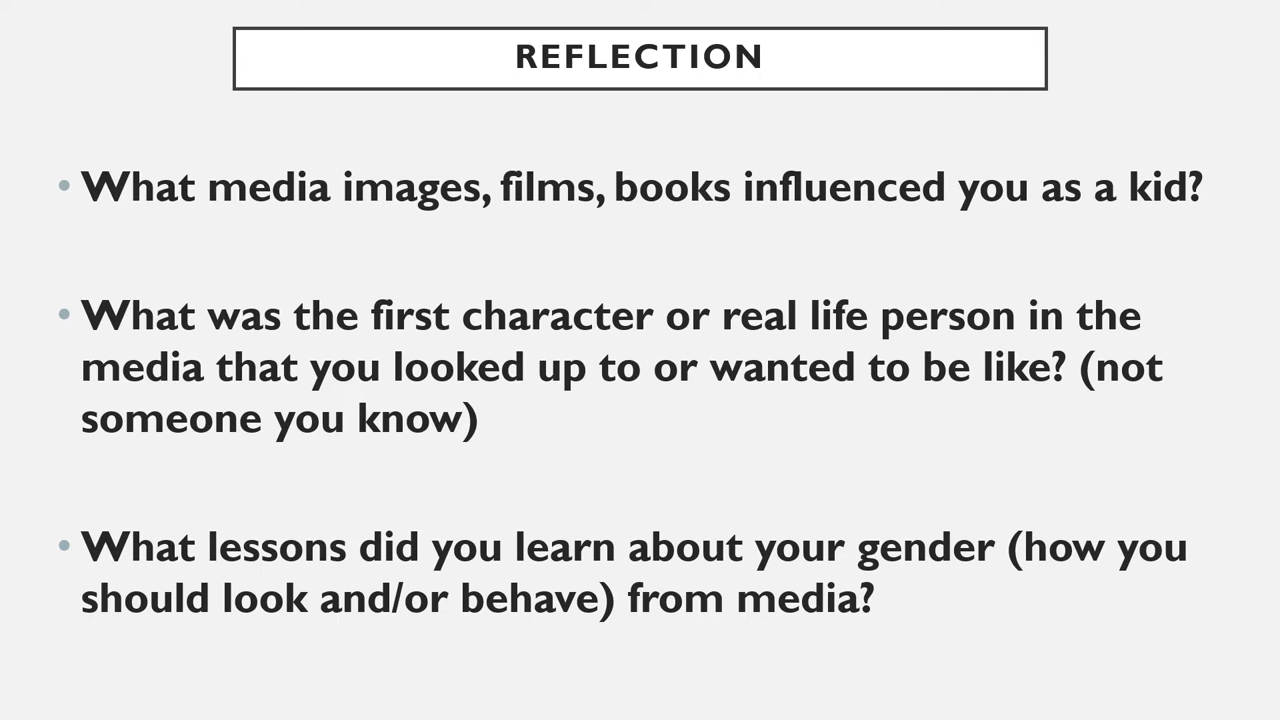 REFLECTION
• What media images, films, books influenced you as a kid?
• What was the first character or real life person in the
media that you looked up to or wanted to be like? (not
someone you know)
• What lessons did you learn about your gender (how you
should look and/or behave) from media?